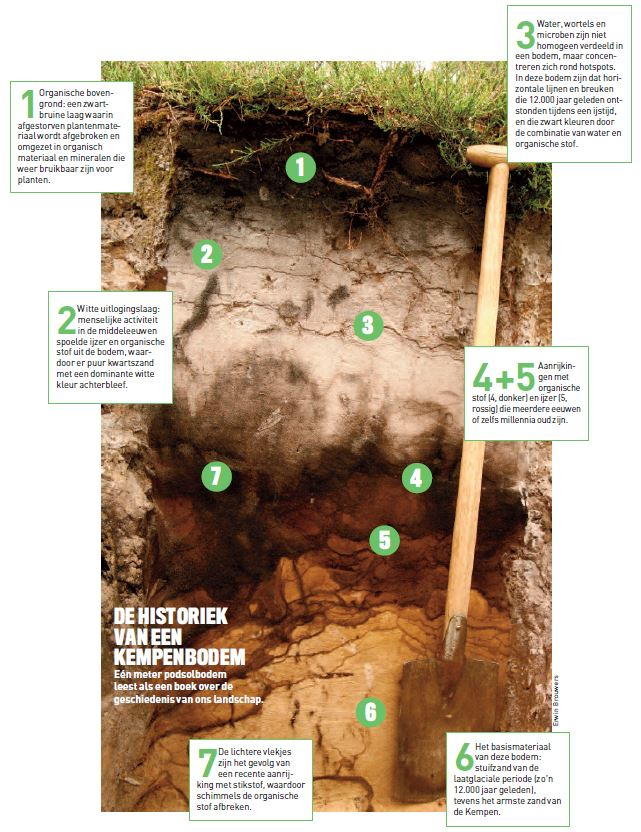 1 Organische boven-
grond: een zwart-
bruine laag waarin
afgestorven plantenmate-
riaal wordt afgebroken en
omgezet in organisch
materiaal en mineralen die
weer bruikbaar zijn voor
planten.
3 Water, wortels en
microben zijn niet
homogeen verdeeld in
een bodem, maar concen-
treren zich rond hotspots.
In deze bodem zijn dat hori-
zontale lijnen en breuken
die 12.000 jaar geleden ont-
stonden tijdens een ijstijd,
en die zwart kleuren door
de combinatie van water en
organische stof.
1
2
3
2 Witte uitlogingslaag:
menselijke activiteit
in de middeleeuwen
spoelde ijzer en organische
stof uit de bodem, waar-
door er puur kwartszand
met een dominante witte
kleur achterbleef.
4+5 Aanrijkin-
gen met
organische
stof (4, donker) en ijzer (5,
rossig) die meerdere eeuwen
of zelfs millennia oud zijn.
7
4
5
DE HISTORIEK
VAN EEN
KEMPENBODEM
Eén meter podsolbodem
leest als een boek over de
geschiedenis van ons landschap.
6
Erwin Brouwers
7 De lichtere vlekjes
zijn het gevolg van
een recente aanrij-
king met stikstof, waardoor
schimmels de organische
stof afbreken.
6 Het basismateriaal
van deze bodem:
stuifzand van de
laatglaciale periode (zo'n
12.000 jaar geleden),
tevens het armste zand van
de Kempen.